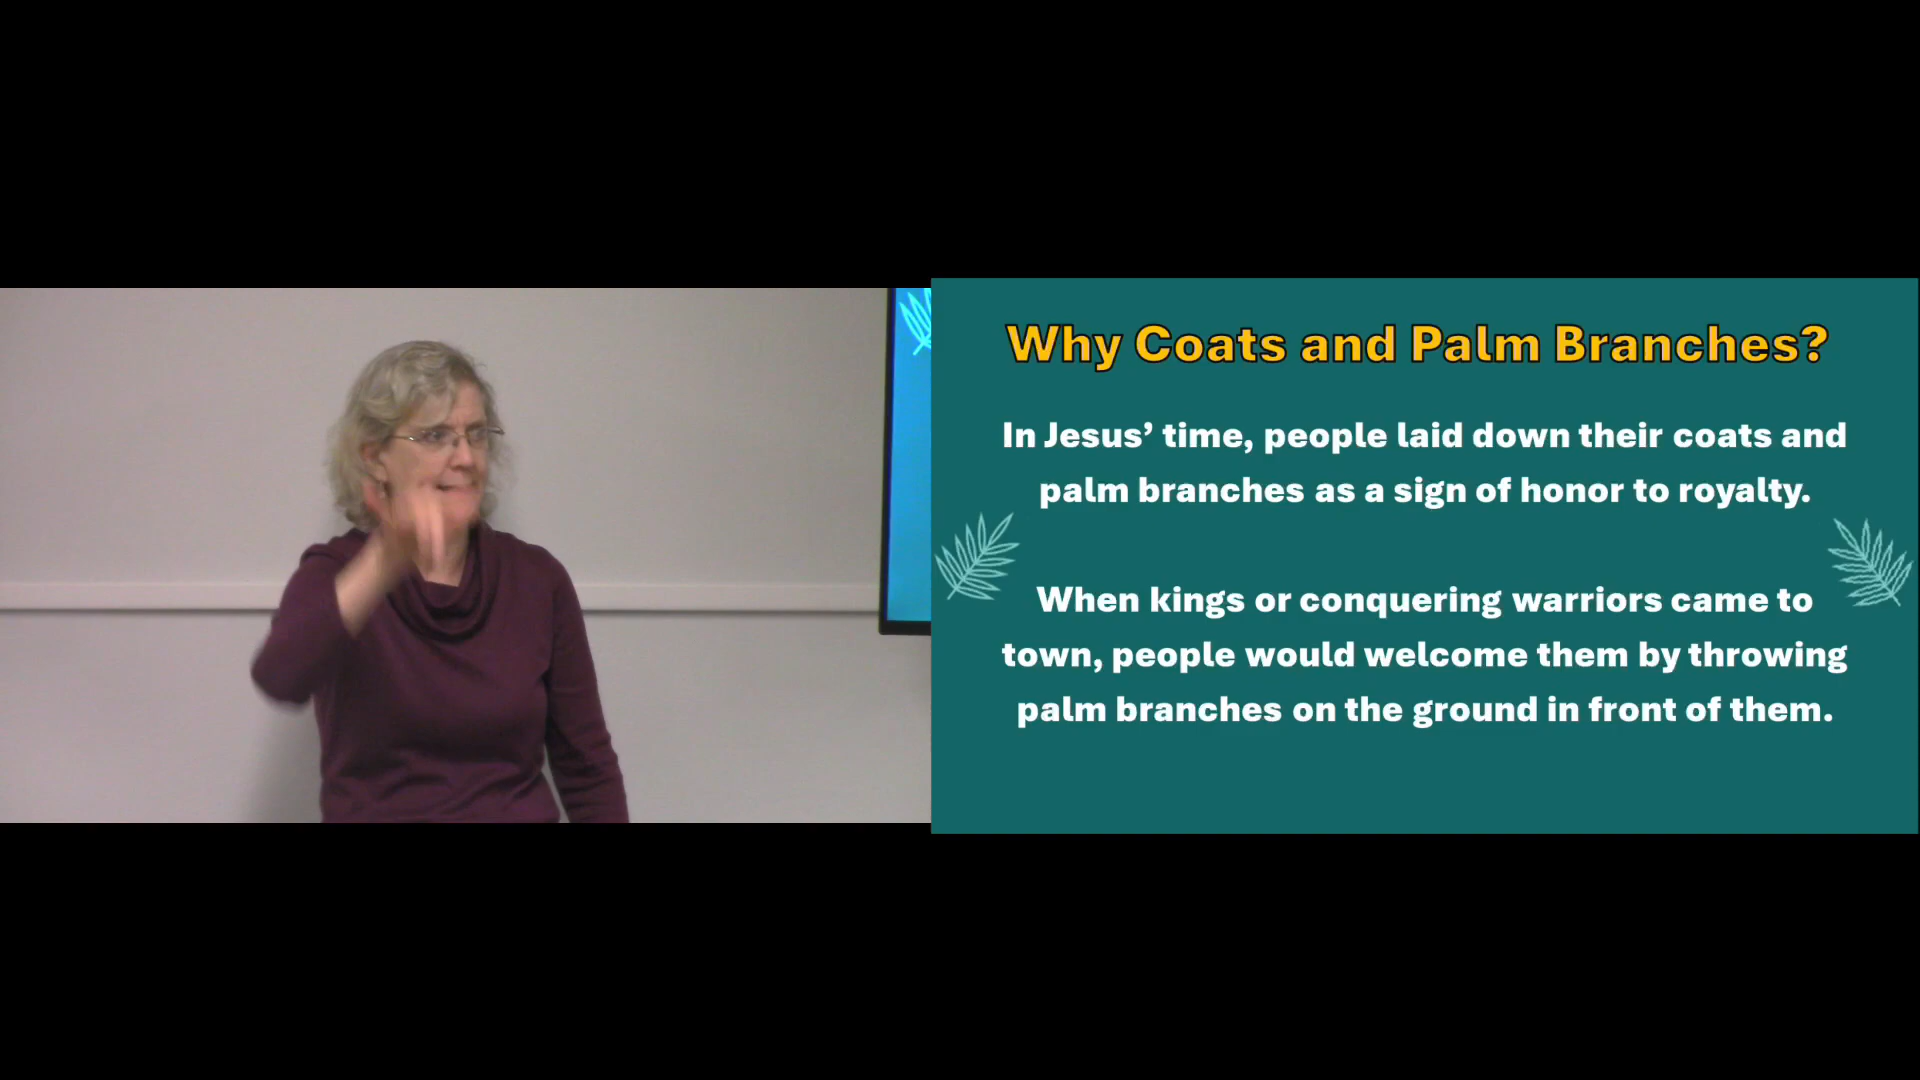 Why Coats and Palm Branches?
In Jesus’ time, people laid down their coats and
palm branches as a sign of honor to royalty.
When kings or conquering warriors came to
town, people would welcome them by throwing
palm branches on the ground in front of them.